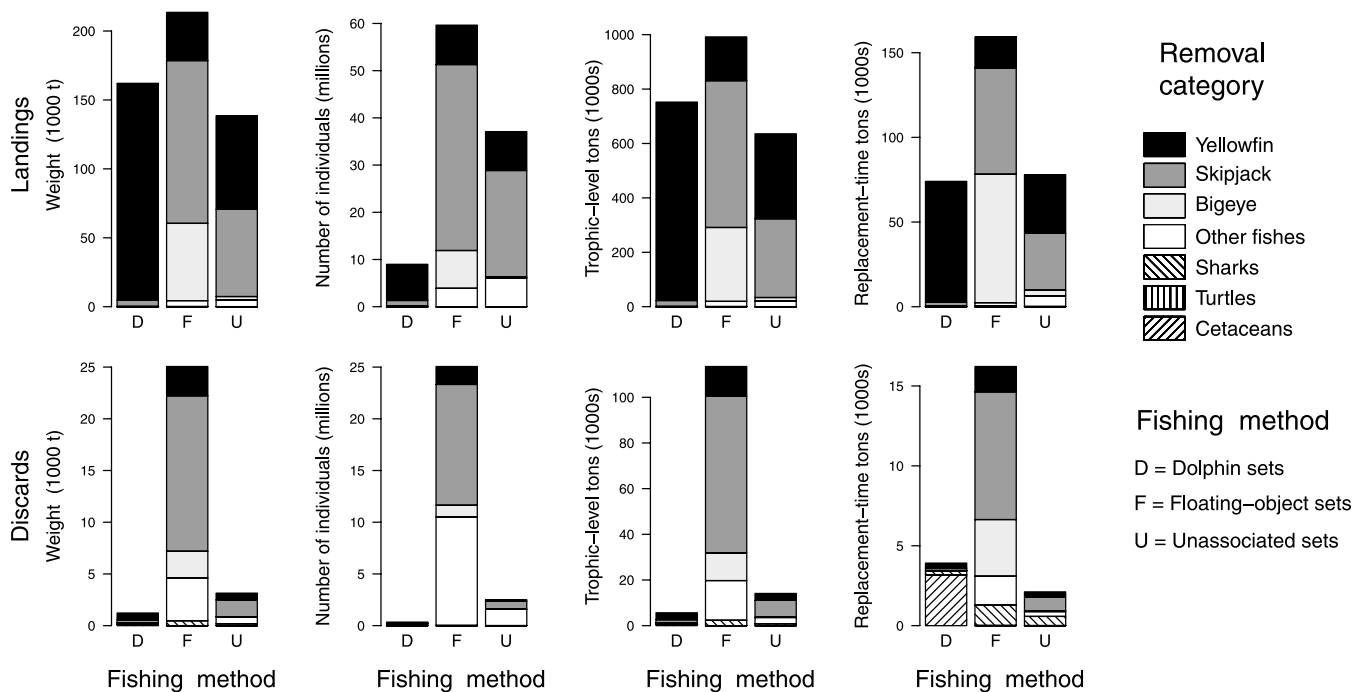 Landings
Weight (1000 t)
200
150
100
50
0
D F U
Number of individuals (millions)
60
50
40
30
20
10
0
D F U
Trophic−level tons (1000s)
1000
800
600
400
200
0
D F U
Replacement−time tons (1000s)
150
100
50
0
D F U
Removal
category
Yellowfin
Skipjack
Bigeye
Other fishes
Sharks
Turtles
Cetaceans
Discards
Weight (1000 t)
25
20
15
10
5
0
D F U
Fishing method
Number of individuals (millions)
25
20
15
10
5
0
D F U
Fishing method
Trophic−level tons (1000s)
100
80
60
40
20
0
D F U
Fishing method
Replacement−time tons (1000s)
15
10
5
0
D F U
Fishing method
Fishing method
D = Dolphin sets
F = Floating−object sets
U = Unassociated sets